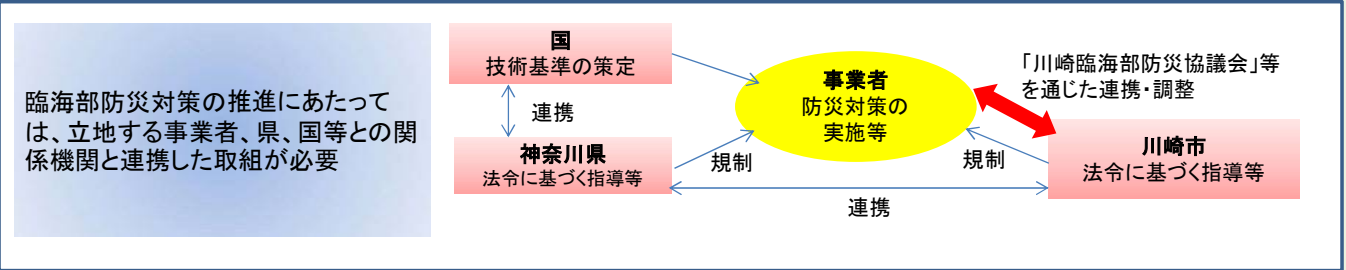 臨海部防災対策の推進にあたって
は、立地する事業者、県、国等との関
係機関と連携した取組が必要
国
技術基準の策定
連携
神奈川県
法令に基づく指導等
規制
事業者
防災対策の
実施等
「川崎臨海部防災協議会」等
を通じた連携・調整
川崎市
法令に基づく指導等
規制
連携